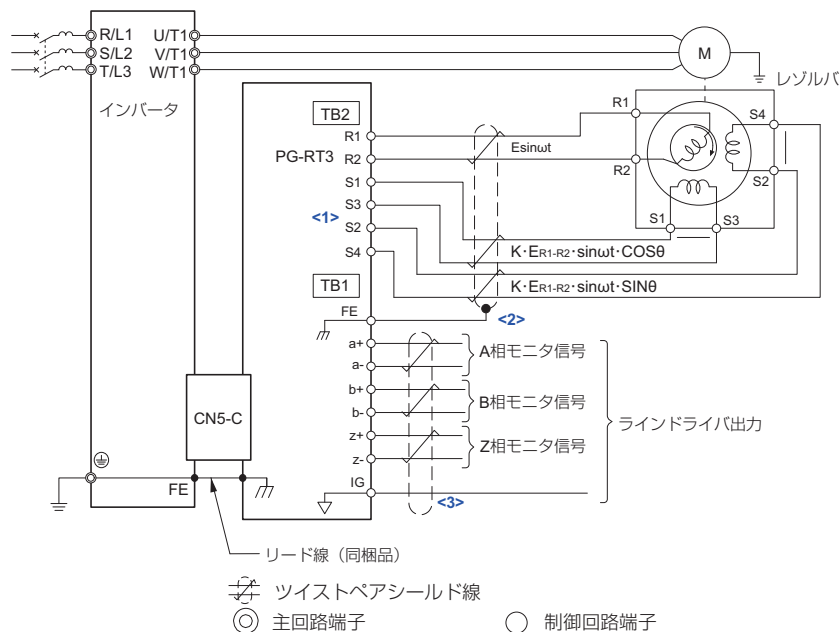 R/L1 U/T1
S/L2 V/T1
T/L3 W/T1
インバータ
M
レゾルバ
TB2
PG-RT3
R1
R2
S1
S3
<1>
S2
S4
TB1
FE
Esinωt
R1
R2
S4
S2
S1 S3
K·ER1-R2·sinωt·COSθ
K·ER1-R2·sinωt·SINθ
<2>
a+
a-
A相モニタ信号
b+
b-
B相モニタ信号
z+
z-
Z相モニタ信号
ラインドライバ出力
IG
<3>
CN5-C
FE
リード線（同梱品）
ツイストペアシールド線
主回路端子 制御回路端子